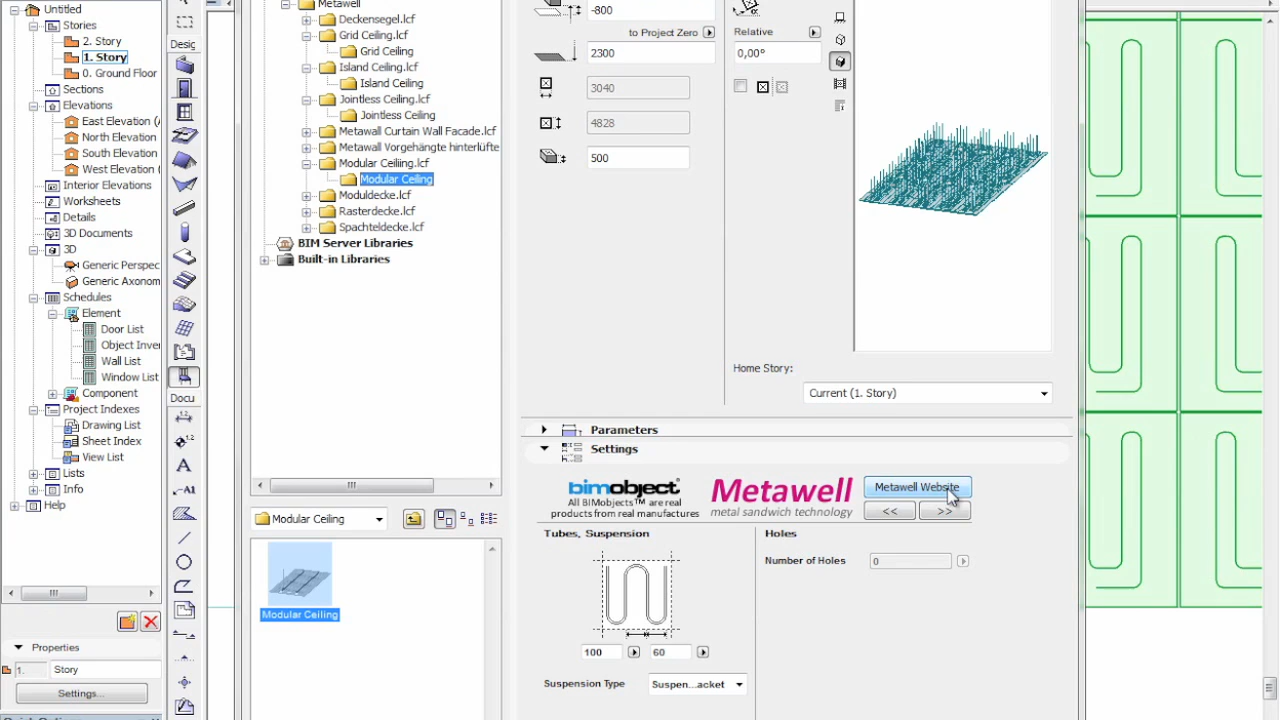 Untitled
Stories
2. Story
1. Story
0. Ground Floor
Sections
Elevations
East Elevation (A
North Elevation
South Elevation
West Elevation (
Interior Elevations
Worksheets
Details
3D Documents
3D
Generic Perspec
Generic Axonom
Schedules
Element
Door List
Object Inver
Wall List
Window List
Component
Project Indexes
Drawing List
Sheet Index
View List
Lists
Info
Help
Properties
1.
Story
Settings...
Desig
Docu
Metawell
Deckensegel.lcf
Grid Ceiling.lcf
Grid Ceiling
Island Ceiling.lcf
Island Ceiling
Jointless Ceiling.lcf
Jointless Ceiling
Metawall Curtain Wall Facade.lcf
Metawall Vorgehängte hinterlüfte
Modular Ceiliing.lcf
Modular Ceiling
Moduldecke.lcf
Rasterdecke.lcf
Spachteldecke.lcf
BIM Server Libraries
Built-in Libraries
Modular Ceiling
Modular Ceiling
-800
to Project Zero
2300
3040
4828
500
Relative
0,00°
Home Story:
Current (1. Story)
Parameters
Settings
bimobject
All BIMobjects™ are real
products from real manufactures
Metawell
metal sandwich technology
Metawell Website
<< >>
Tubes, Suspension
100 60
Suspension Type Suspen...acket
Holes
Number of Holes 0